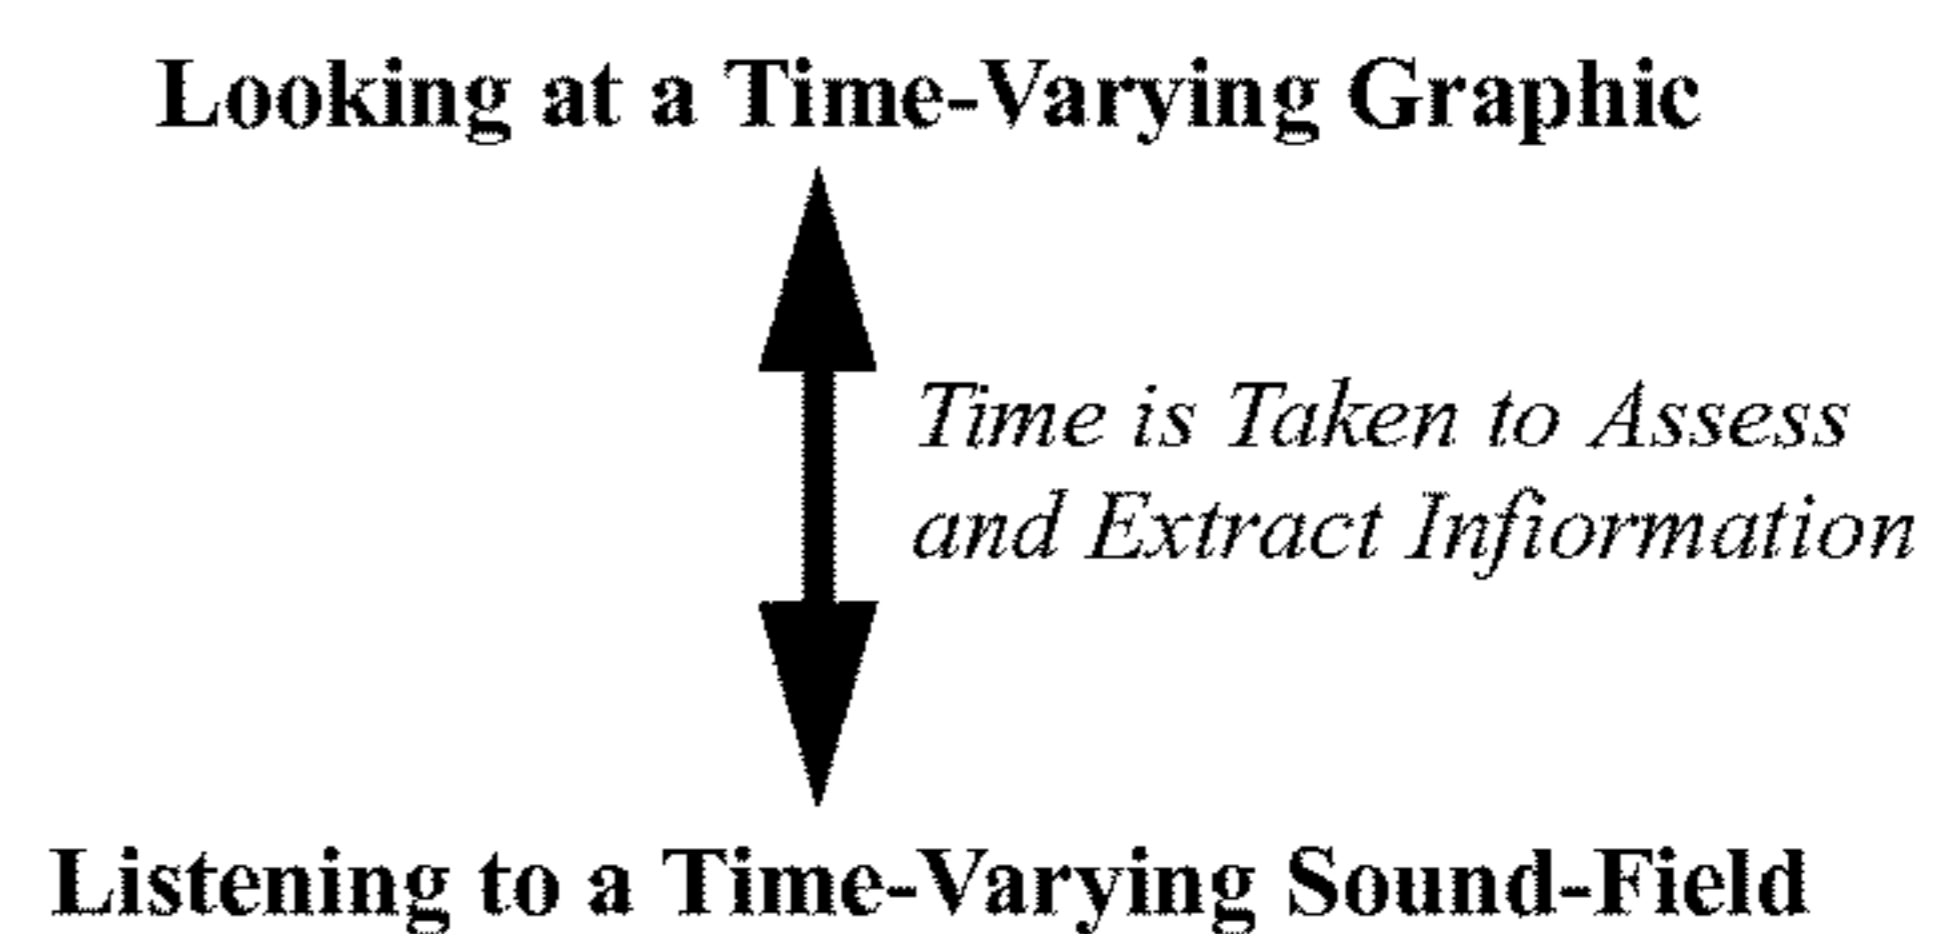 Looking at a Time-Varying Graphic
Time is Taken to Assess
and Extract Infiormation
Listening to a Time-Varying Sound-Field